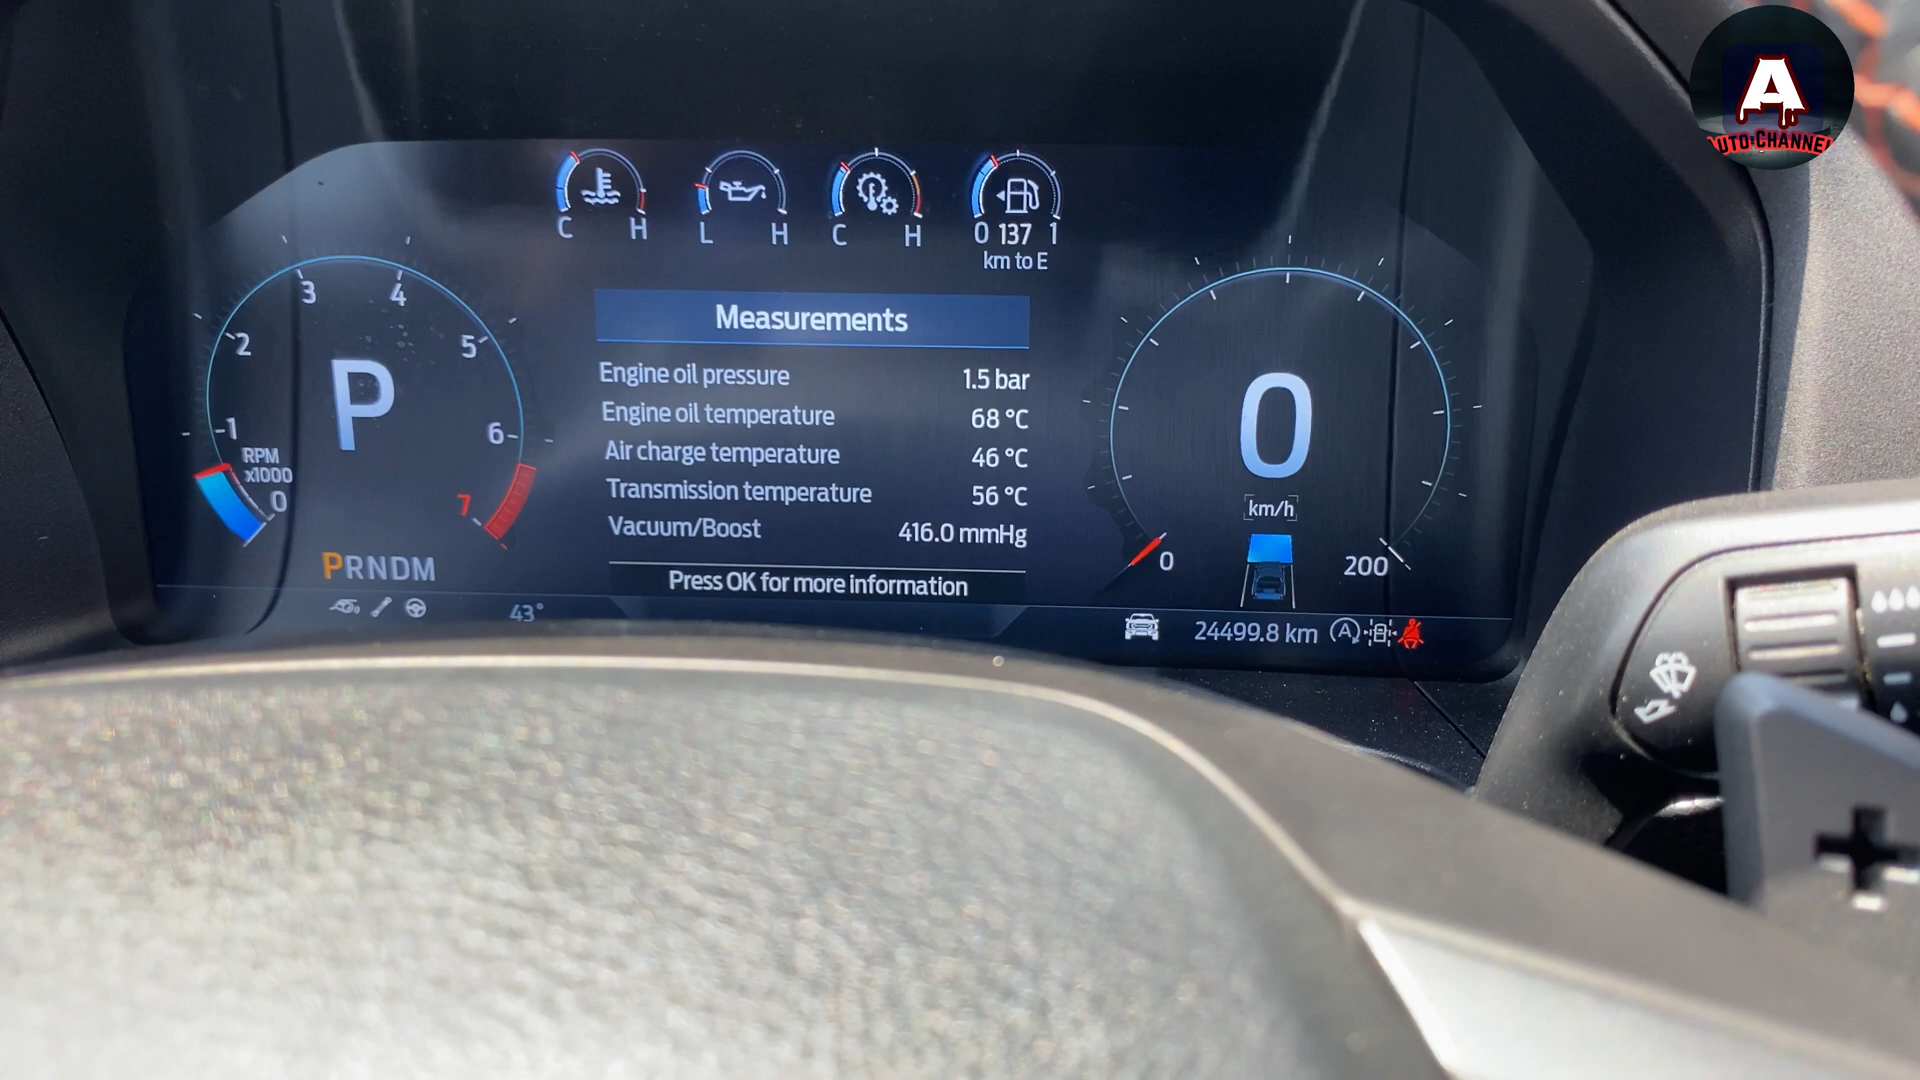 A
AUTO CHANNEL
C H
L H
C H
0 137 1
km to E
Measurements
Engine oil pressure 1.5 bar
Engine oil temperature 68 °C
Air charge temperature 46 °C
Transmission temperature 56 °C
Vacuum/Boost 416.0 mmHg
Press OK for more information
0 1 2 3 4 5 6 7
RPM
x1000
P
PRNDM
43°
0
km/h
0 200
24499.8 km
A